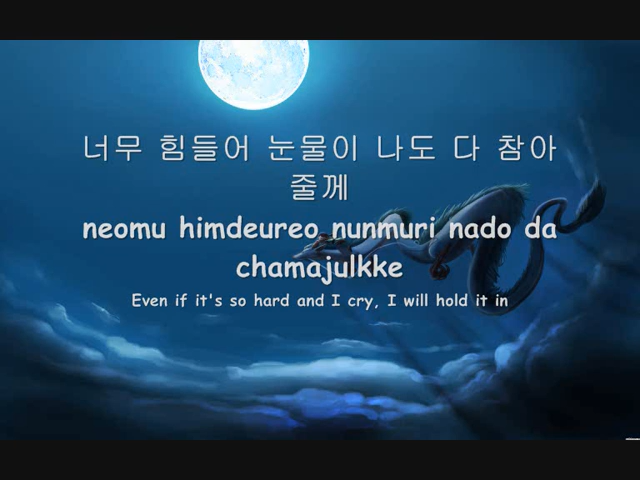 너무 힘들어 눈물이 나도 다 참아
줄께
neomu himdeureo nunmuri nado da
chamajulkke
Even if it's so hard and I cry, I will hold it in